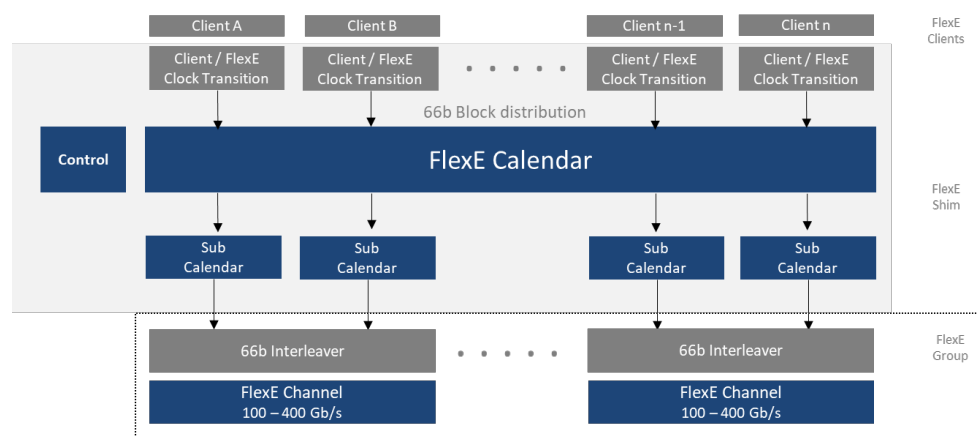 Client A
Client B
Client n-1
Client n
FlexE
Clients
Client / FlexE
Clock Transition
Client / FlexE
Clock Transition
Client / FlexE
Clock Transition
Client / FlexE
Clock Transition
66b Block distribution
Control
FlexE Calendar
FlexE
Shim
Sub
Calendar
Sub
Calendar
Sub
Calendar
Sub
Calendar
66b Interleaver
66b Interleaver
FlexE
Group
FlexE Channel
100 – 400 Gb/s
FlexE Channel
100 – 400 Gb/s